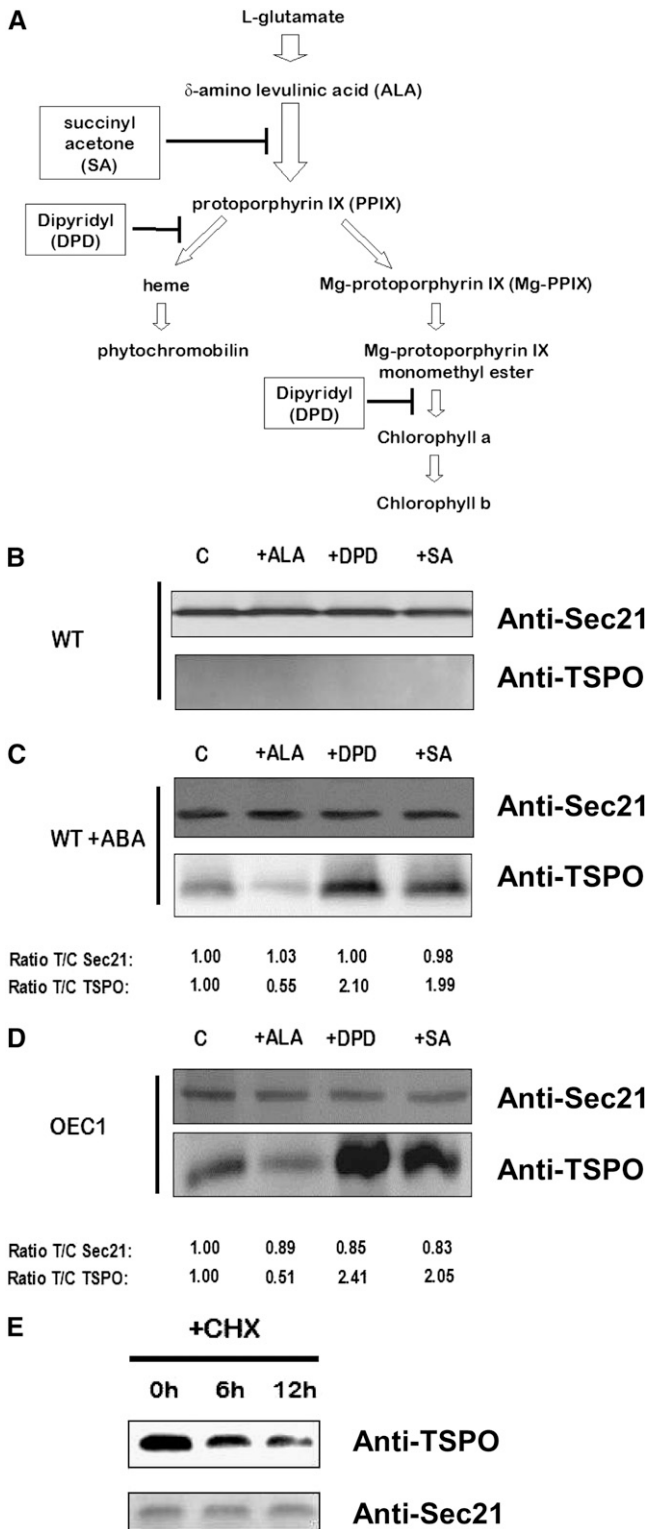 A
L-glutamate
δ-amino levulinic acid (ALA)
succinyl
acetone
(SA)
protoporphyrin IX (PPIX)
Dipyridyl
(DPD)
heme
Mg-protoporphyrin IX (Mg-PPIX)
phytochromobilin
Mg-protoporphyrin IX
monomethyl ester
Dipyridyl
(DPD)
Chlorophyll a
Chlorophyll b
B
C +ALA +DPD +SA
WT
Anti-Sec21
Anti-TSPO
C
C +ALA +DPD +SA
WT +ABA
Anti-Sec21
Anti-TSPO
Ratio T/C Sec21: 1.00 1.03 1.00 0.98
Ratio T/C TSPO: 1.00 0.55 2.10 1.99
D
C +ALA +DPD +SA
OEC1
Anti-Sec21
Anti-TSPO
Ratio T/C Sec21: 1.00 0.89 0.85 0.83
Ratio T/C TSPO: 1.00 0.51 2.41 2.05
E
+CHX
0h 6h 12h
Anti-TSPO
Anti-Sec21